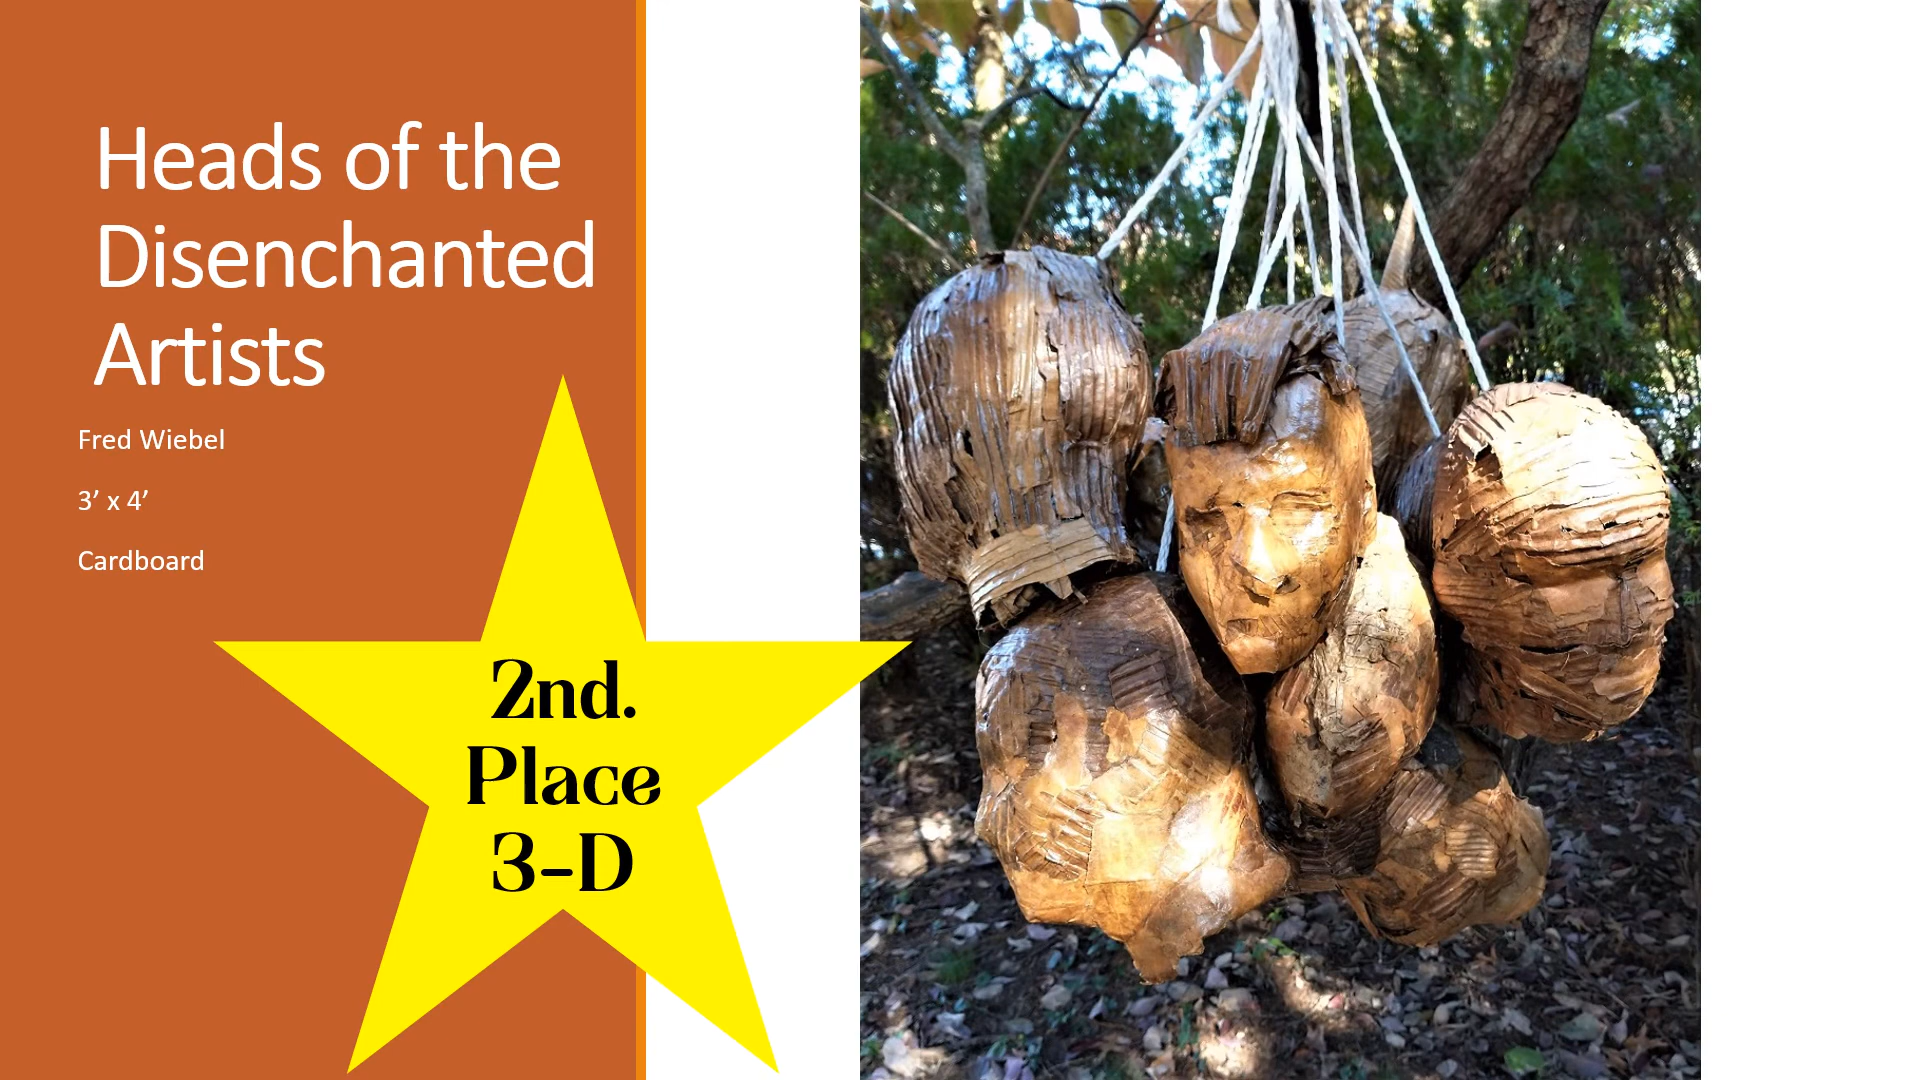 Heads of the
Disenchanted
Artists
Fred Wiebel
3’ x 4’
Cardboard
2nd.
Place
3-D